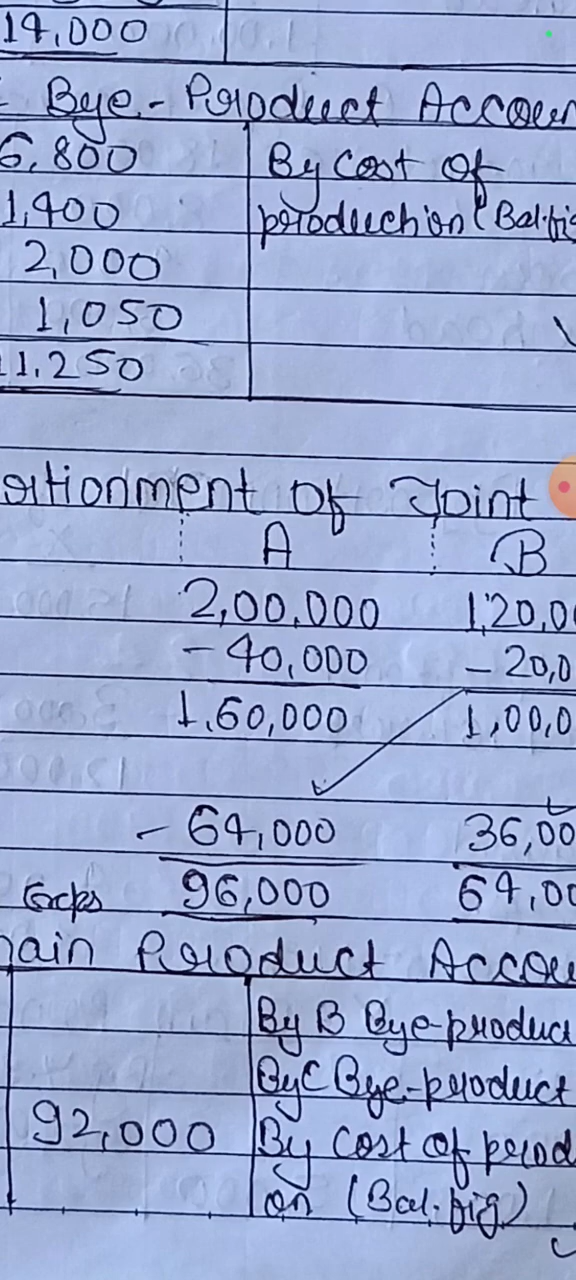 14,000
Bye-Product Accoun
6,800 By Cost Of
1,400 production (Bal.fig
2,000
1,050
11,250
ortionment Of Joint
A B
2,00,000 1,20,0
- 40,000 - 20,0
1,60,000 1,00,0
- 64,000 36,00
96,000 64,00
ain Product Accou
By B Bye-produc
By C Bye-product
92,000 By Cost of prod
on (Bal.fig)